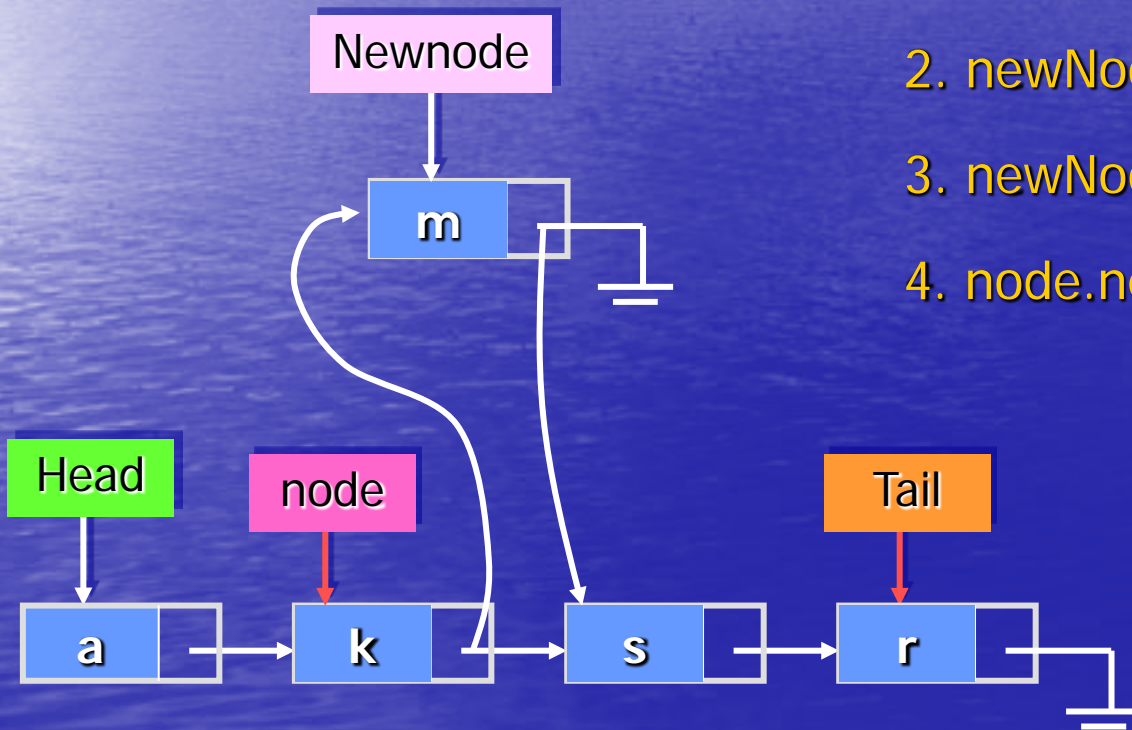 Newnode
2. newNo
m
3. newNo
4. node.n
Head
node
Tail
a
k
s
r